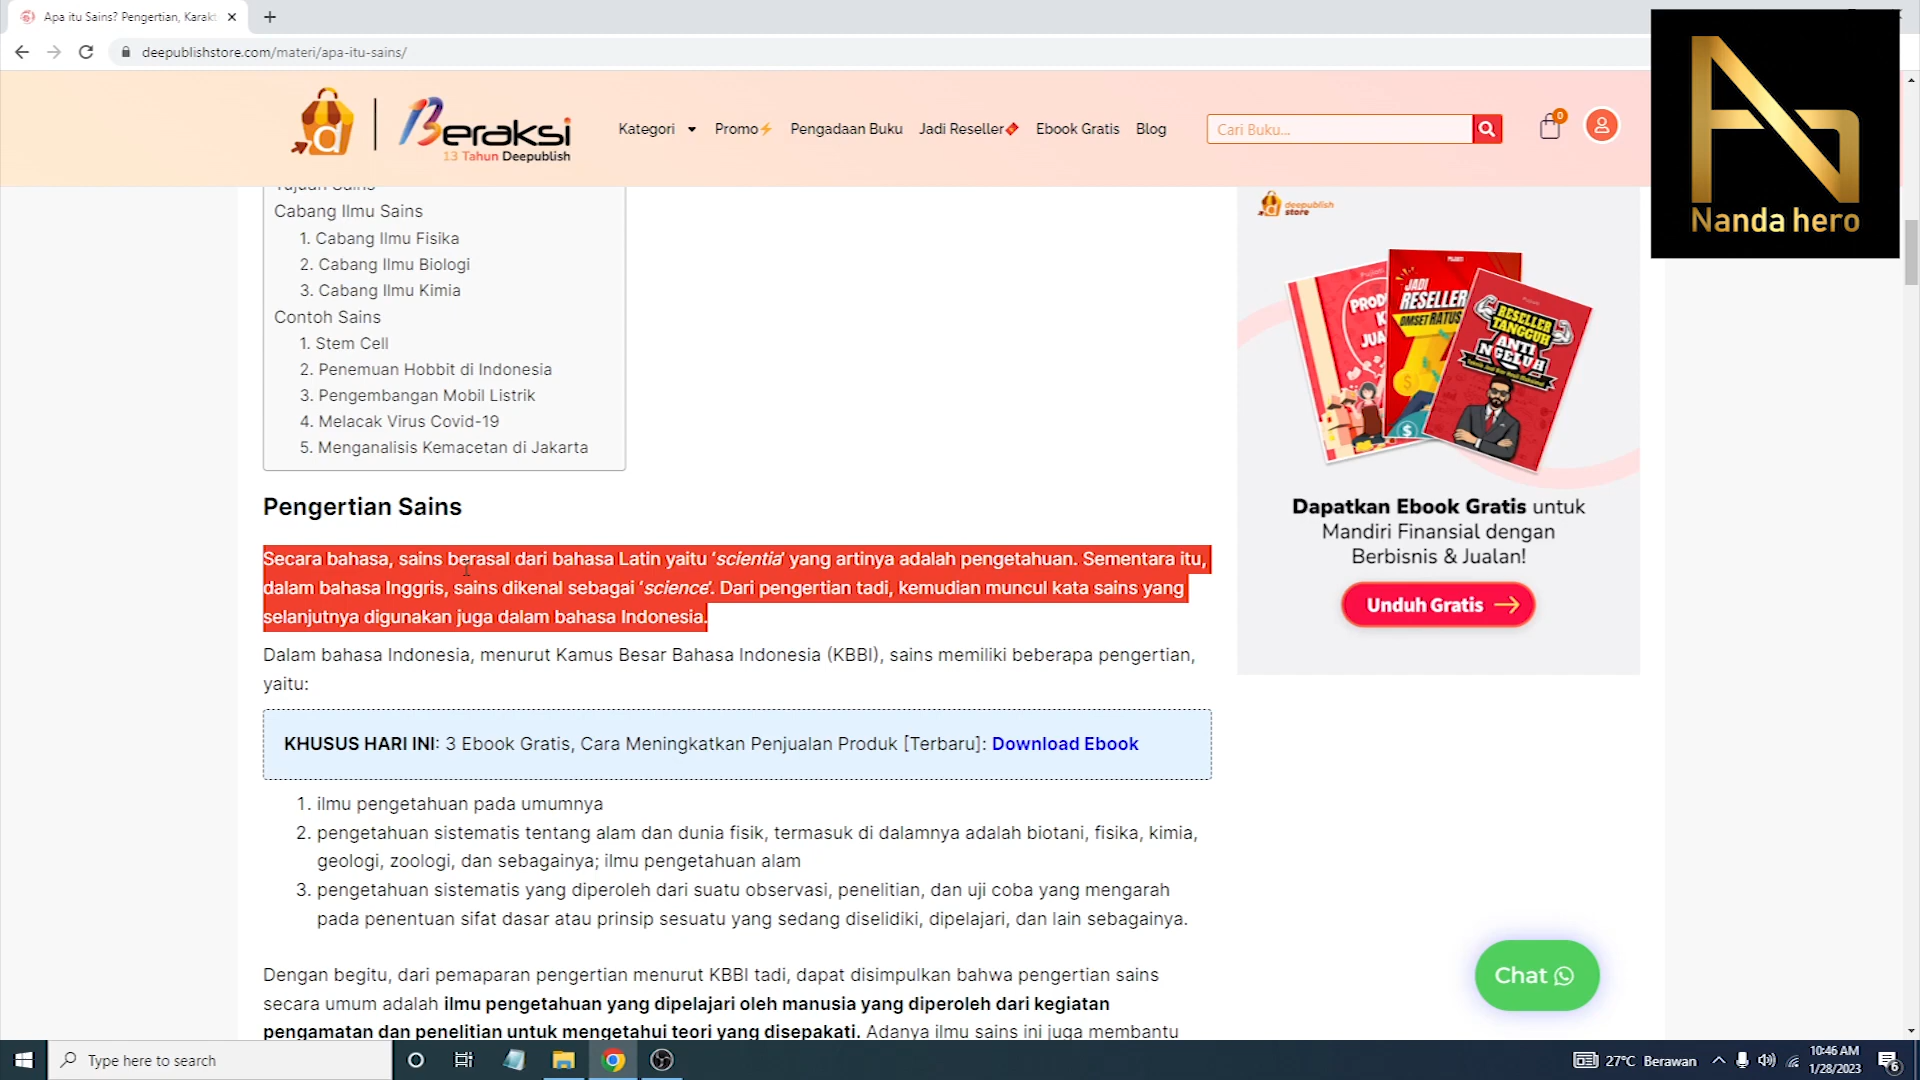 Apa itu Sains? Pengertian, Karakt
deepublishstore.com/materi/apa-itu-sains/
d
Beraksi
13 Tahun Deepublish
Kategori
Promo
Pengadaan Buku
Jadi Reseller
Ebook Gratis
Blog
Cari Buku...
0
Nanda hero
Tujuan Sains
Cabang Ilmu Sains
1. Cabang Ilmu Fisika
2. Cabang Ilmu Biologi
3. Cabang Ilmu Kimia
Contoh Sains
1. Stem Cell
2. Penemuan Hobbit di Indonesia
3. Pengembangan Mobil Listrik
4. Melacak Virus Covid-19
5. Menganalisis Kemacetan di Jakarta
Pengertian Sains
Secara bahasa, sains berasal dari bahasa Latin yaitu ‘scientia’ yang artinya adalah pengetahuan. Sementara itu,
dalam bahasa Inggris, sains dikenal sebagai ‘science’. Dari pengertian tadi, kemudian muncul kata sains yang
selanjutnya digunakan juga dalam bahasa Indonesia.
Dalam bahasa Indonesia, menurut Kamus Besar Bahasa Indonesia (KBBI), sains memiliki beberapa pengertian,
yaitu:
KHUSUS HARI INI: 3 Ebook Gratis, Cara Meningkatkan Penjualan Produk [Terbaru]: Download Ebook
1. ilmu pengetahuan pada umumnya
2. pengetahuan sistematis tentang alam dan dunia fisik, termasuk di dalamnya adalah biotani, fisika, kimia,
geologi, zoologi, dan sebagainya; ilmu pengetahuan alam
3. pengetahuan sistematis yang diperoleh dari suatu observasi, penelitian, dan uji coba yang mengarah
pada penentuan sifat dasar atau prinsip sesuatu yang sedang diselidiki, dipelajari, dan lain sebagainya.
Dengan begitu, dari pemaparan pengertian menurut KBBI tadi, dapat disimpulkan bahwa pengertian sains
secara umum adalah ilmu pengetahuan yang dipelajari oleh manusia yang diperoleh dari kegiatan
pengamatan dan penelitian untuk mengetahui teori yang disepakati. Adanya ilmu sains ini juga membantu
deepublish
store
JADI
RESELLER
OMSET RATUS
RESELLER
TANGGUH
ANTI
NGELUH
Dapatkan Ebook Gratis untuk
Mandiri Finansial dengan
Berbisnis & Jualan!
Unduh Gratis
Chat
Type here to search
27°C Berawan
10:46 AM
1/28/2023
6